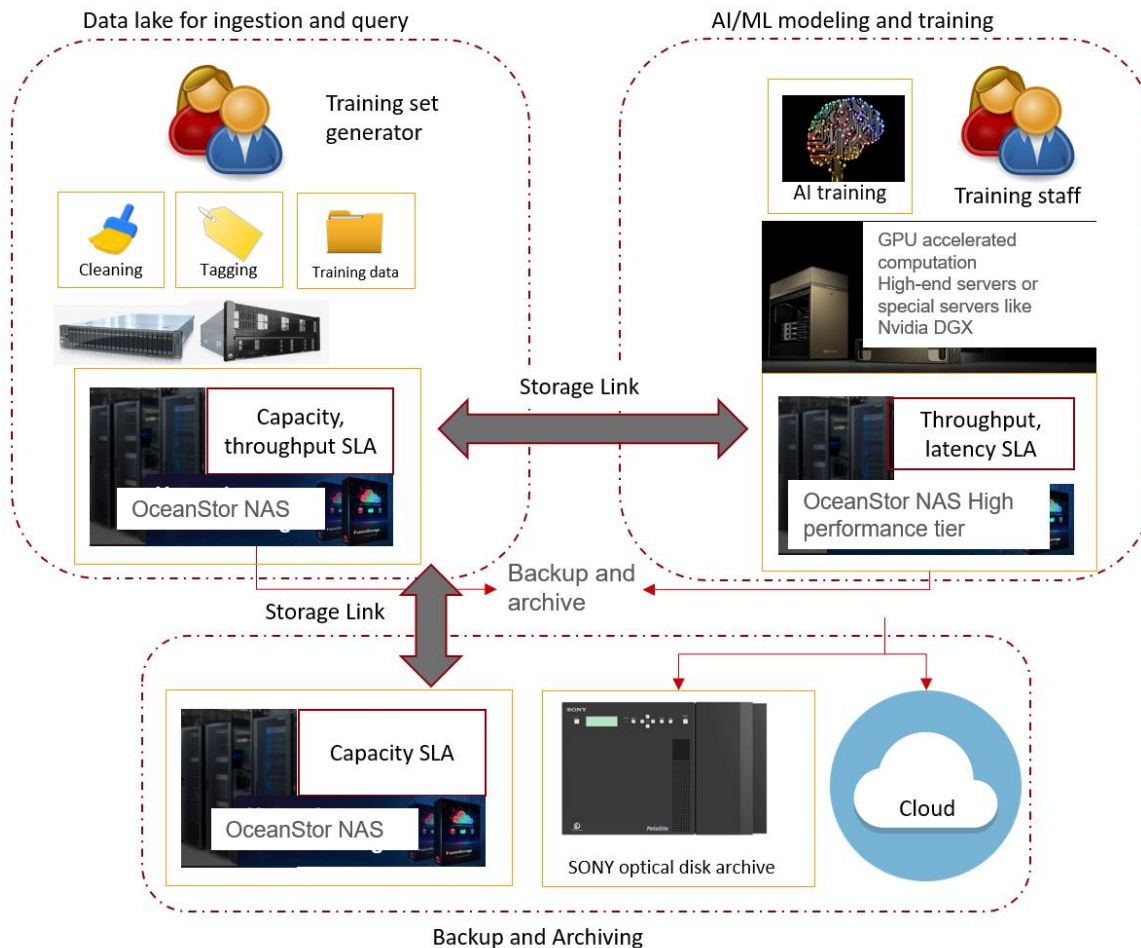 Data lake for ingestion and query
AI/ML modeling and training
Training set
generator
Cleaning
Tagging
Training data
AI training
Training staff
GPU accelerated
computation
High-end servers or
special servers like
Nvidia DGX
Storage Link
Capacity,
throughput SLA
OceanStor NAS
Throughput,
latency SLA
OceanStor NAS High
performance tier
Backup and
archive
Storage Link
Capacity SLA
OceanStor NAS
SONY
PetaSite
SONY optical disk archive
Cloud
Backup and Archiving